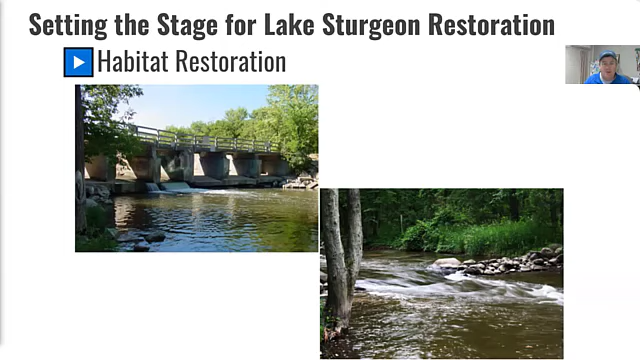 Setting the Stage for Lake Sturgeon Restoration
Habitat Restoration